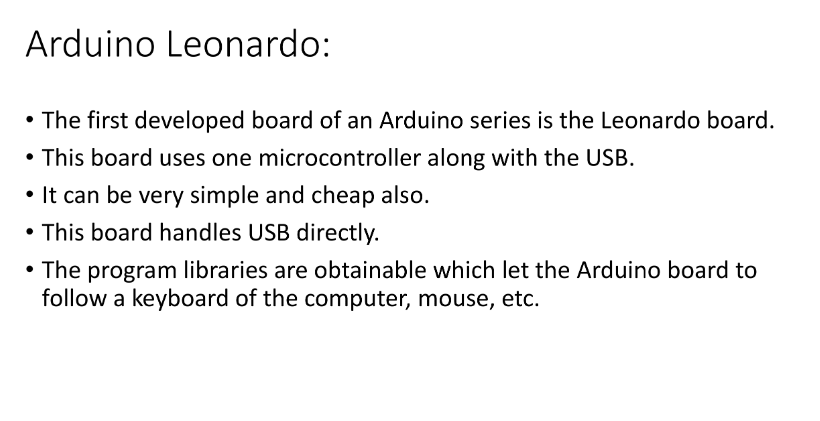 Arduino Leonardo:
• The first developed board of an Arduino series is the Leonardo board.
• This board uses one microcontroller along with the USB.
• It can be very simple and cheap also.
• This board handles USB directly.
• The program libraries are obtainable which let the Arduino board to
follow a keyboard of the computer, mouse, etc.